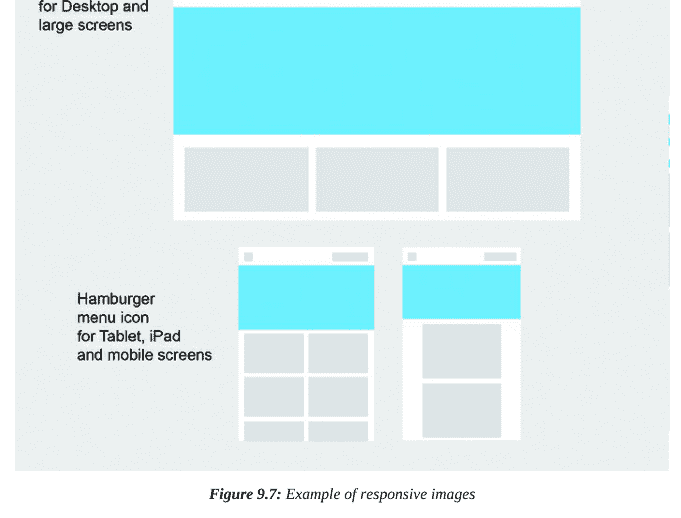 for Desktop and
large screens
Hamburger
menu icon
for Tablet, iPad
and mobile screens
Figure 9.7: Example of responsive images